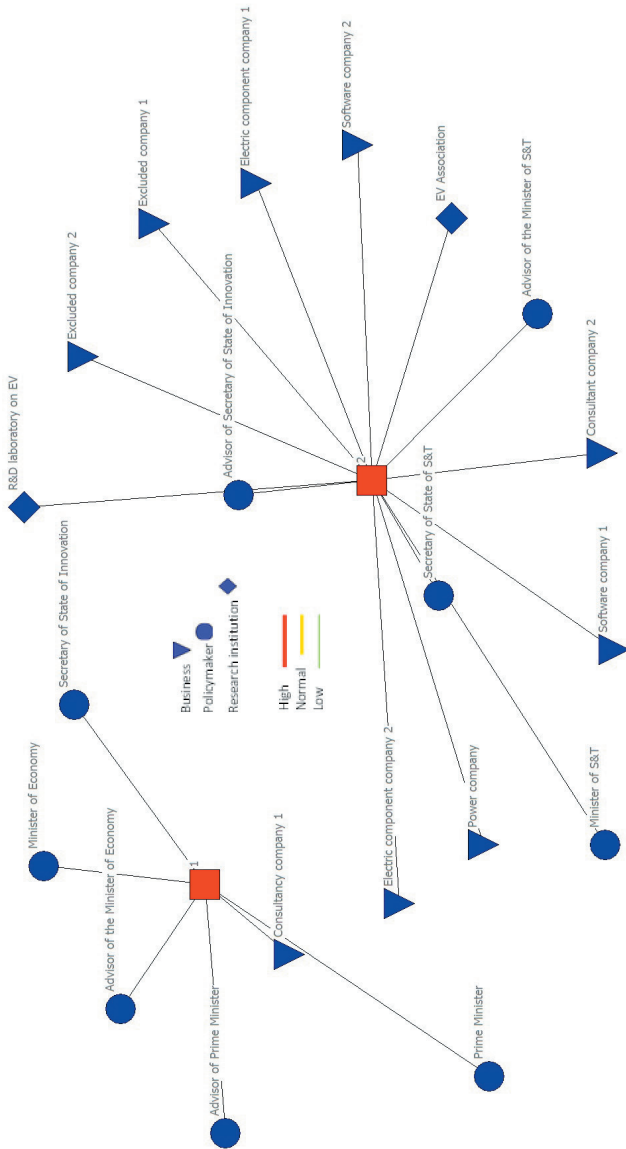 R&D laboratory on EV
Excluded company 2
Excluded company 1
Electric component company 1
Software company 2
EV Association
Advisor of the Minister of S&T
Consultant company 2
Software company 1
Minister of S&T
Power company
Electric component company 2
Secretary of State of S&T
Advisor of Secretary of State of Innovation
2
Secretary of State of Innovation
Minister of Economy
Advisor of the Minister of Economy
Advisor of Prime Minister
Prime Minister
Consultancy company 1
1
Business
Policymaker
Research institution
High
Normal
Low